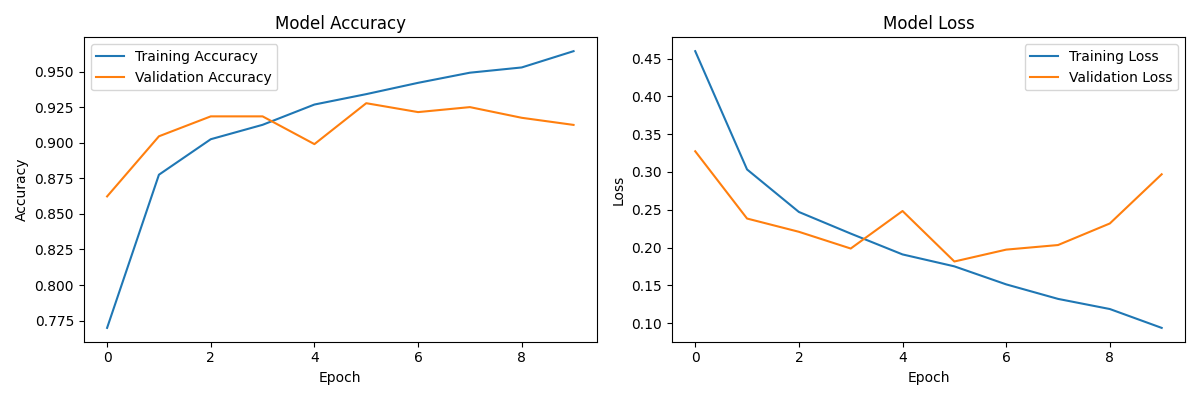 Model Accuracy
Training Accuracy
Validation Accuracy
0.950
0.925
0.900
0.875
0.850
0.825
0.800
0.775
Accuracy
0 2 4 6 8
Epoch
Model Loss
Training Loss
Validation Loss
0.45
0.40
0.35
0.30
0.25
0.20
0.15
0.10
Loss
0 2 4 6 8
Epoch